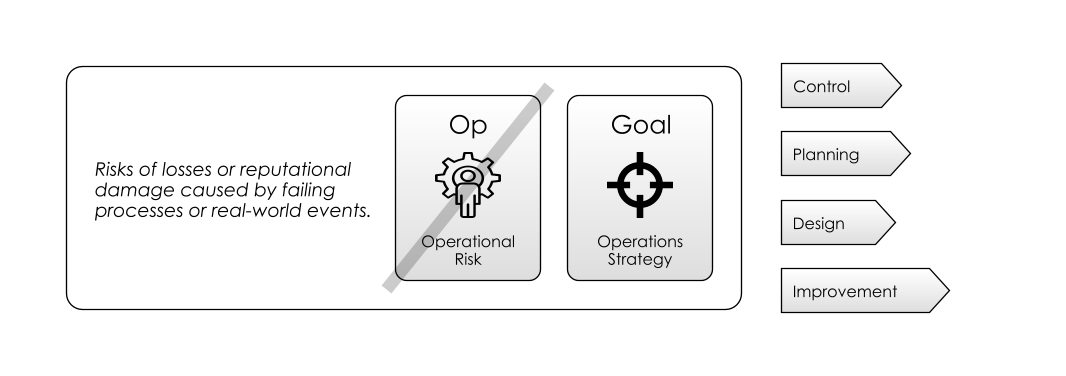 Risks of losses or reputational
damage caused by failing
processes or real-world events.
Op
Operational
Risk
Goal
Operations
Strategy
Control
Planning
Design
Improvement